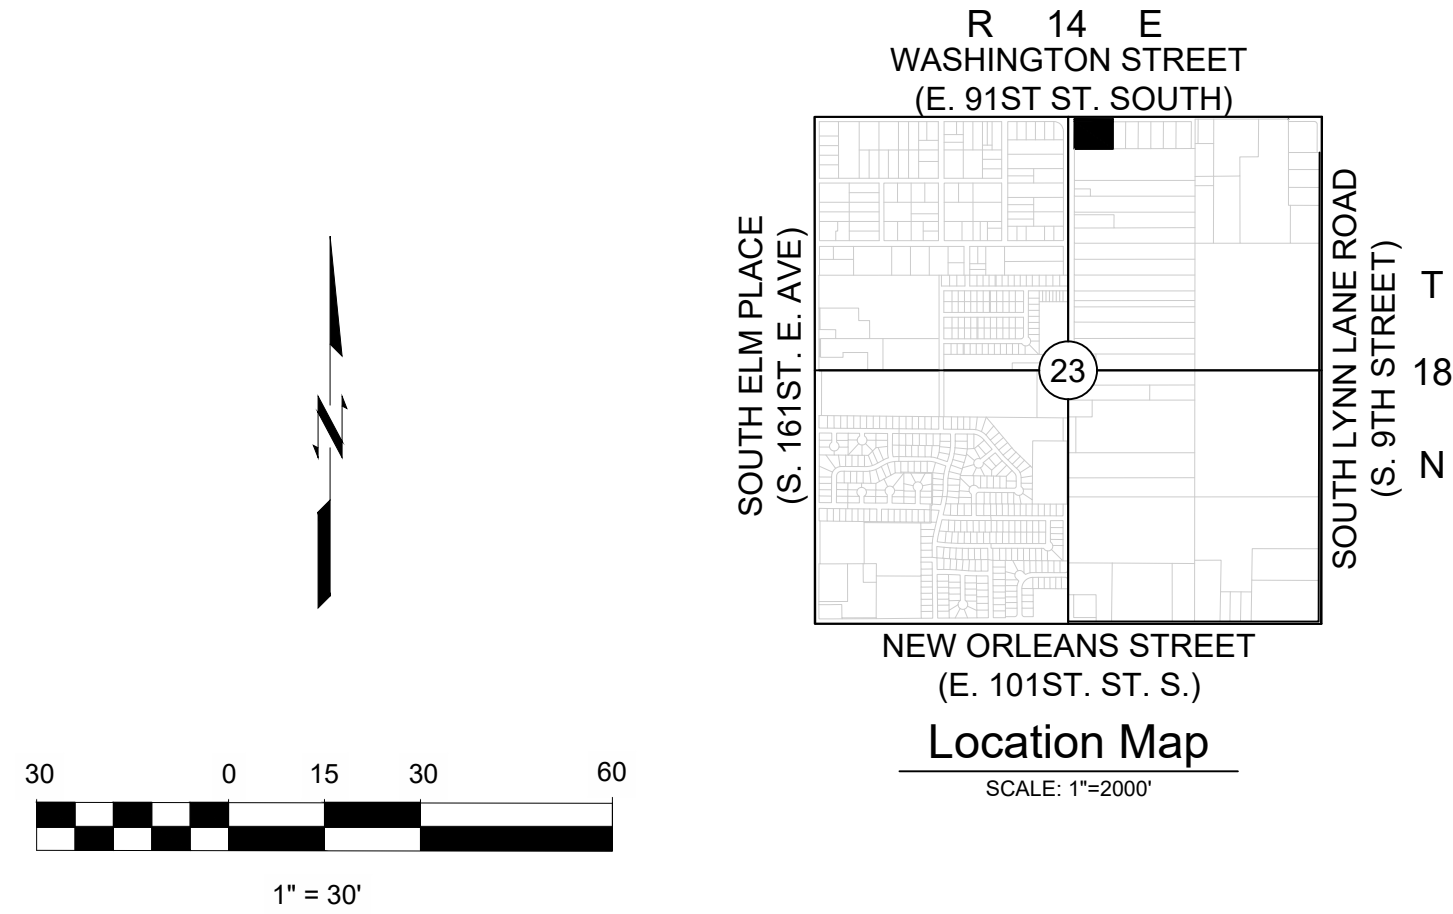 R 14 E
WASHINGTON STREET
(E. 91ST ST. SOUTH)
SOUTH ELM PLACE
(S. 161ST. E. AVE)
23
SOUTH LYNN LANE ROAD
(S. 9TH STREET)
T
18
N
NEW ORLEANS STREET
(E. 101ST. ST. S.)
Location Map
SCALE: 1"=2000'
N
30 0 15 30 60
1" = 30'